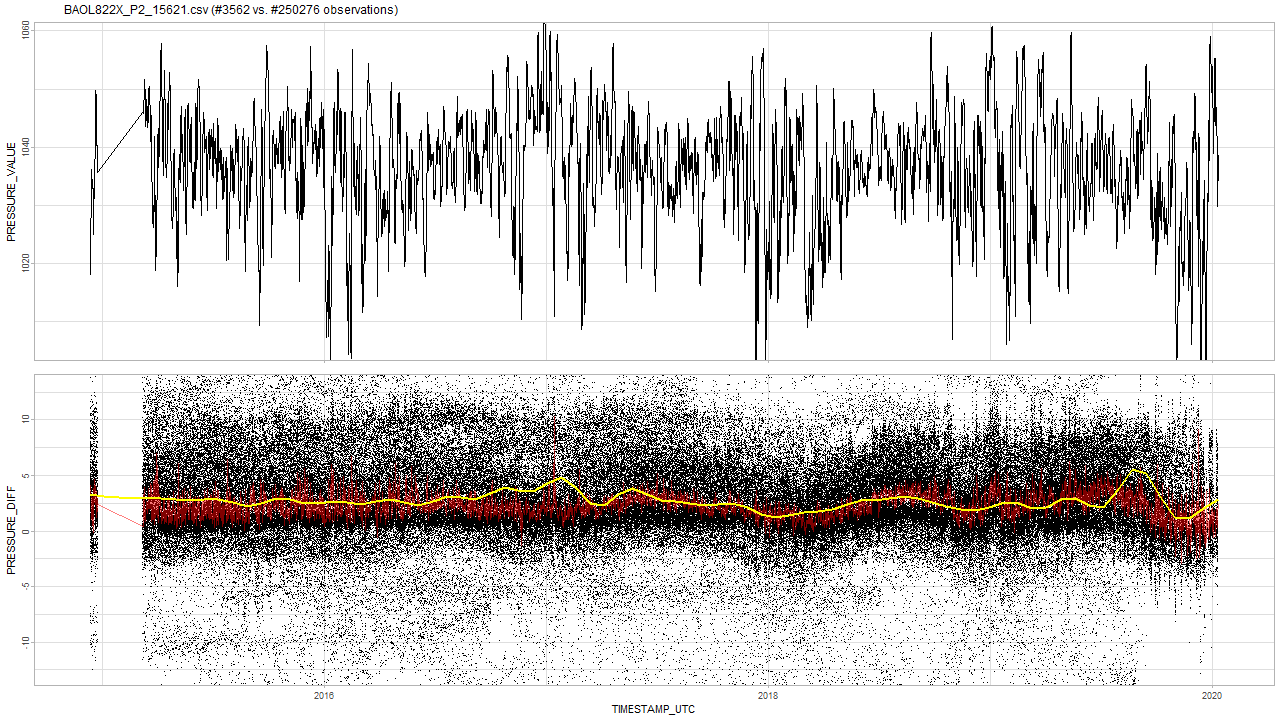 BAOL822X_P2_15621.csv (#3562 vs. #250276 observations)
PRESSURE_VALUE
1060
1040
1020
PRESSURE_DIFF
10
5
0
-5
-10
2016
2018
2020
TIMESTAMP_UTC